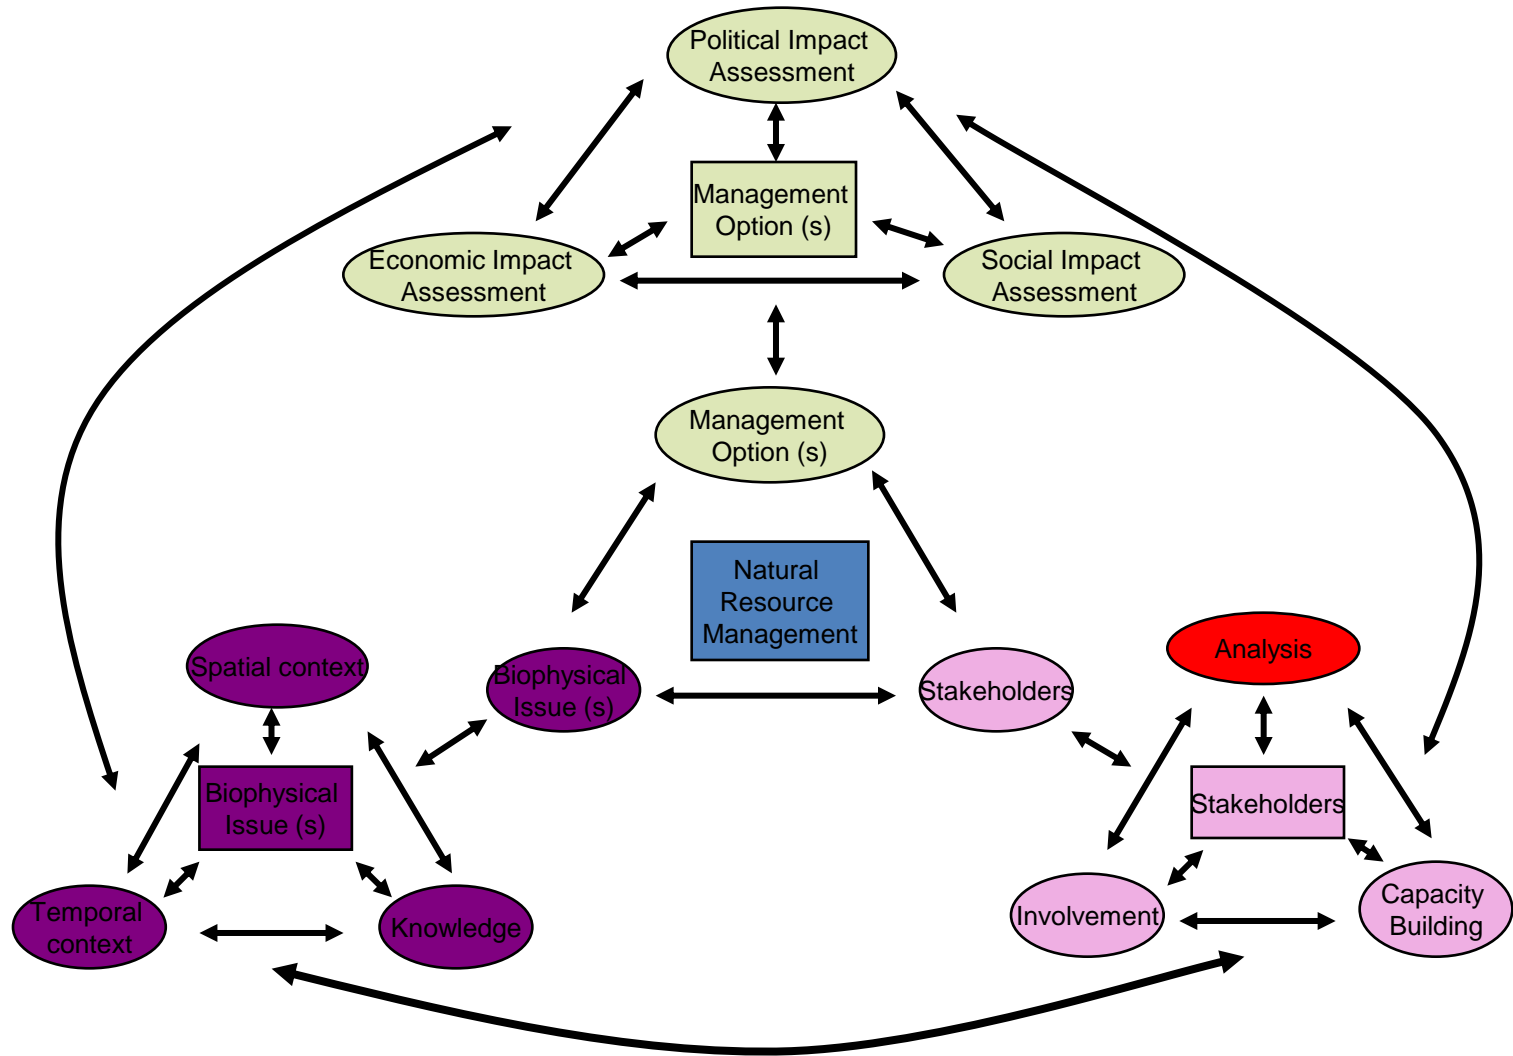 Political Impact
Assessment
Management
Option (s)
Economic Impact
Assessment
Social Impact
Assessment
Management
Option (s)
Natural
Resource
Management
Spatial context
Biophysical
Issue (s)
Stakeholders
Analysis
Biophysical
Issue (s)
Stakeholders
Temporal
context
Knowledge
Involvement
Capacity
Building